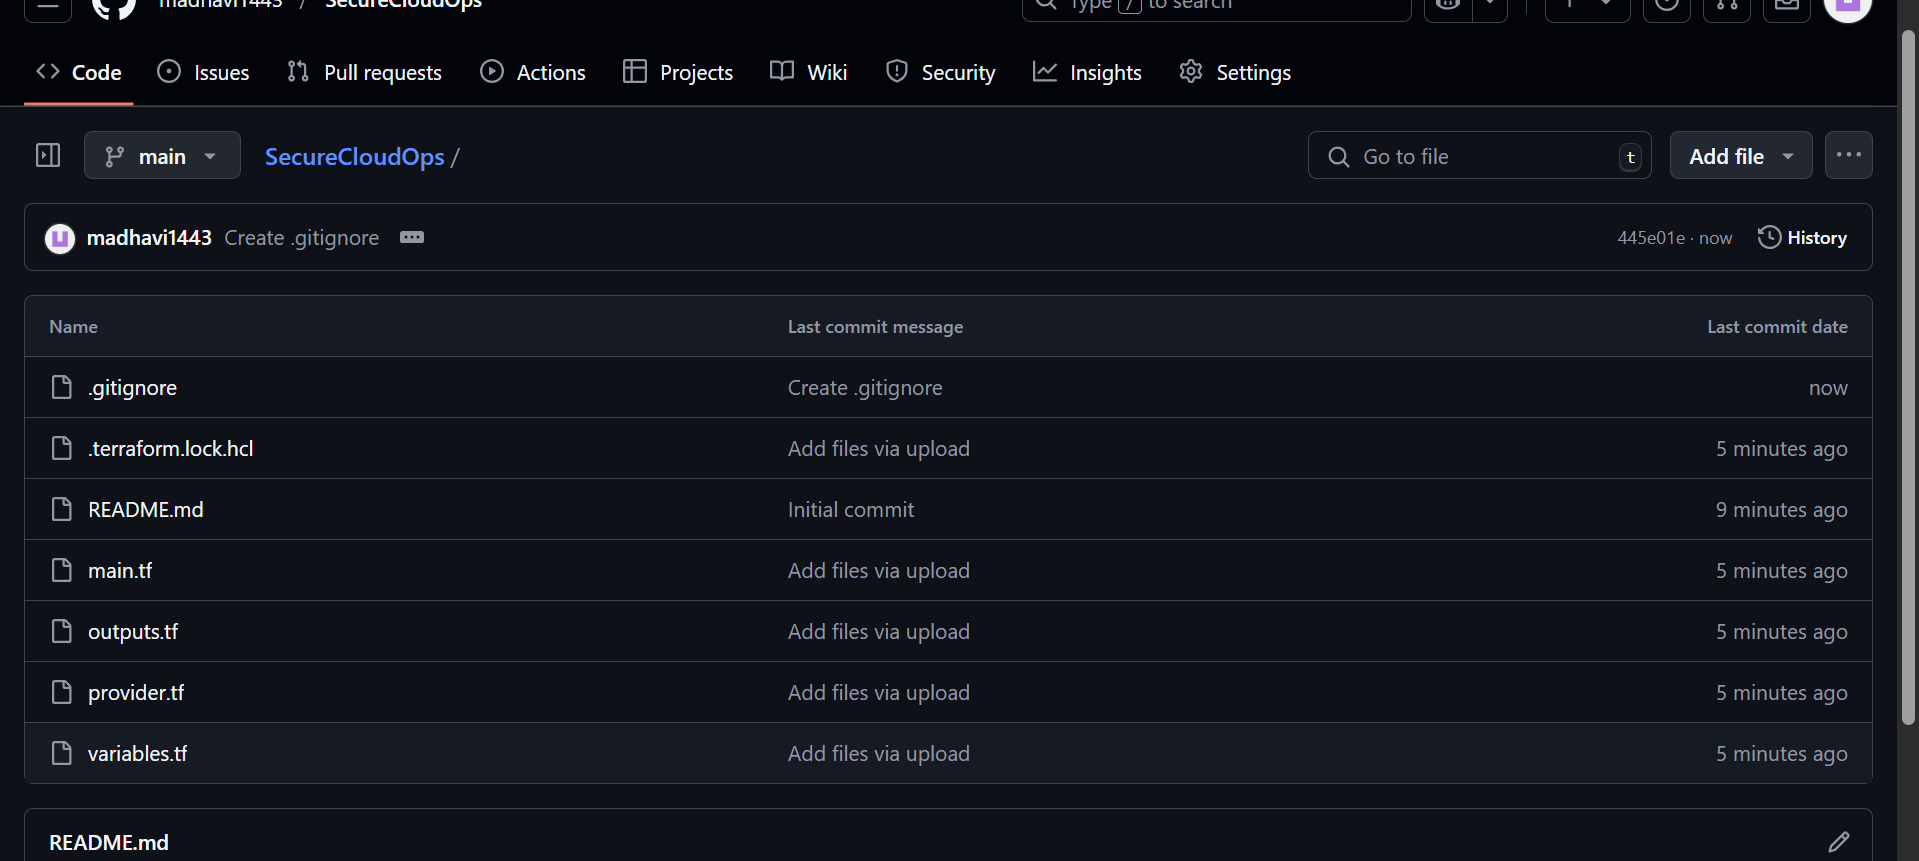 madhavi1443 / SecureCloudOps
Type / to search
Code Issues Pull requests Actions Projects Wiki Security Insights Settings
main SecureCloudOps / Go to file t Add file
madhavi1443 Create .gitignore 445e01e · now History
Name Last commit message Last commit date
.gitignore Create .gitignore now
.terraform.lock.hcl Add files via upload 5 minutes ago
README.md Initial commit 9 minutes ago
main.tf Add files via upload 5 minutes ago
outputs.tf Add files via upload 5 minutes ago
provider.tf Add files via upload 5 minutes ago
variables.tf Add files via upload 5 minutes ago
README.md